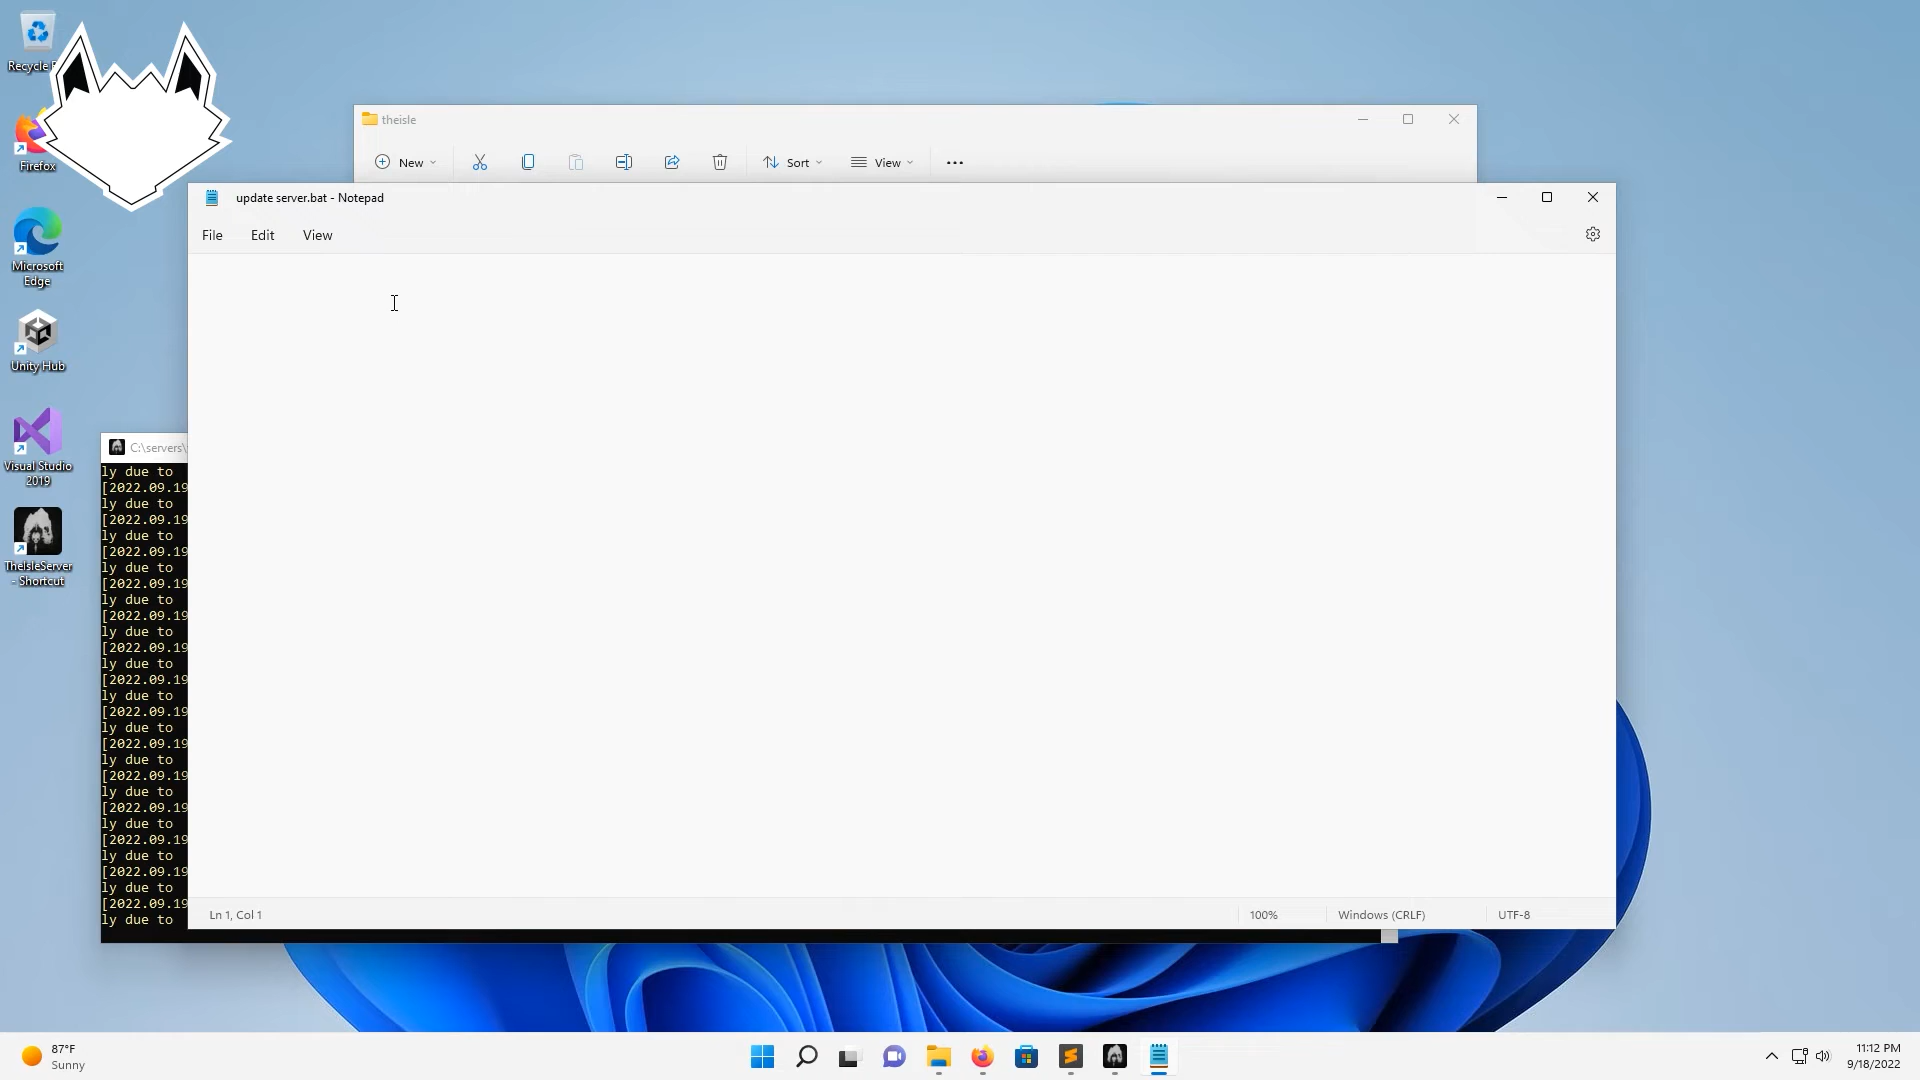 Recycle
Firefox
Microsoft
Edge
Unity Hub
Visual Studio
2019
TheIsleServer
- Shortcut
theisle
New
Sort
View
update server.bat - Notepad
File
Edit
View
C:\servers\
ly due to
[2022.09.19
ly due to
[2022.09.19
ly due to
[2022.09.19
ly due to
[2022.09.19
ly due to
[2022.09.19
ly due to
[2022.09.19
ly due to
[2022.09.19
ly due to
[2022.09.19
ly due to
[2022.09.19
ly due to
[2022.09.19
ly due to
[2022.09.19
ly due to
[2022.09.19
ly due to
[2022.09.19
ly due to
[2022.09.19
ly due to
Ln 1, Col 1
100%
Windows (CRLF)
UTF-8
87°F
Sunny
11:12 PM
9/18/2022